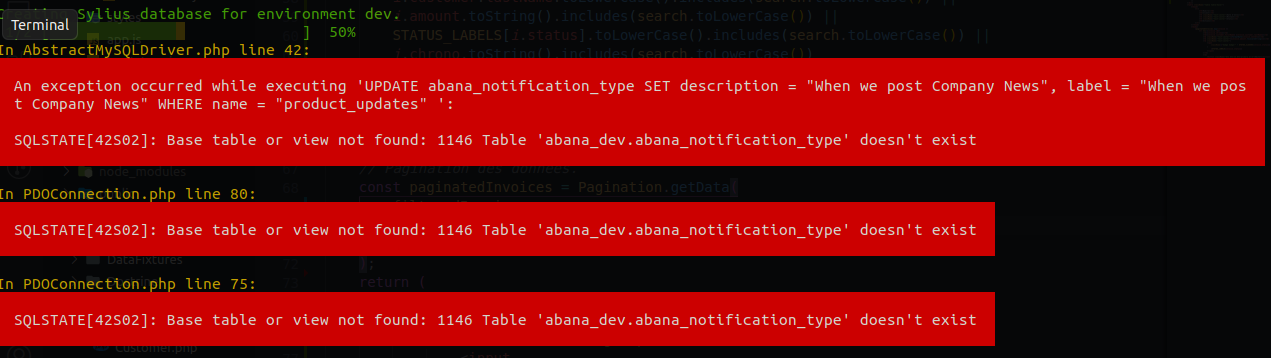 Sylius database for environment dev.
Terminal
] 50%
In AbstractMySQLDriver.php line 42:
An exception occurred while executing 'UPDATE abana_notification_type SET description = "When we post Company News", label = "When we pos
t Company News" WHERE name = "product_updates" ':
SQLSTATE[42S02]: Base table or view not found: 1146 Table 'abana_dev.abana_notification_type' doesn't exist
In PDOConnection.php line 80:
SQLSTATE[42S02]: Base table or view not found: 1146 Table 'abana_dev.abana_notification_type' doesn't exist
In PDOConnection.php line 75:
SQLSTATE[42S02]: Base table or view not found: 1146 Table 'abana_dev.abana_notification_type' doesn't exist
app.js
i.amount.toString().includes(search.toLowerCase()) ||
STATUS_LABELS[i.status].toLowerCase().includes(search.toLowerCase()) ||
i.chrono.toString().includes(search.toLowerCase())
node_modules
// Pagination des données.
const paginatedInvoices = Pagination.getData(
DataFixtures
);
return (
Customer.php